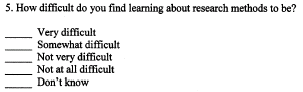 5. How difficult do you find learning about research methods to be?
_____ Very difficult
_____ Somewhat difficult
_____ Not very difficult
_____ Not at all difficult
_____ Don't know